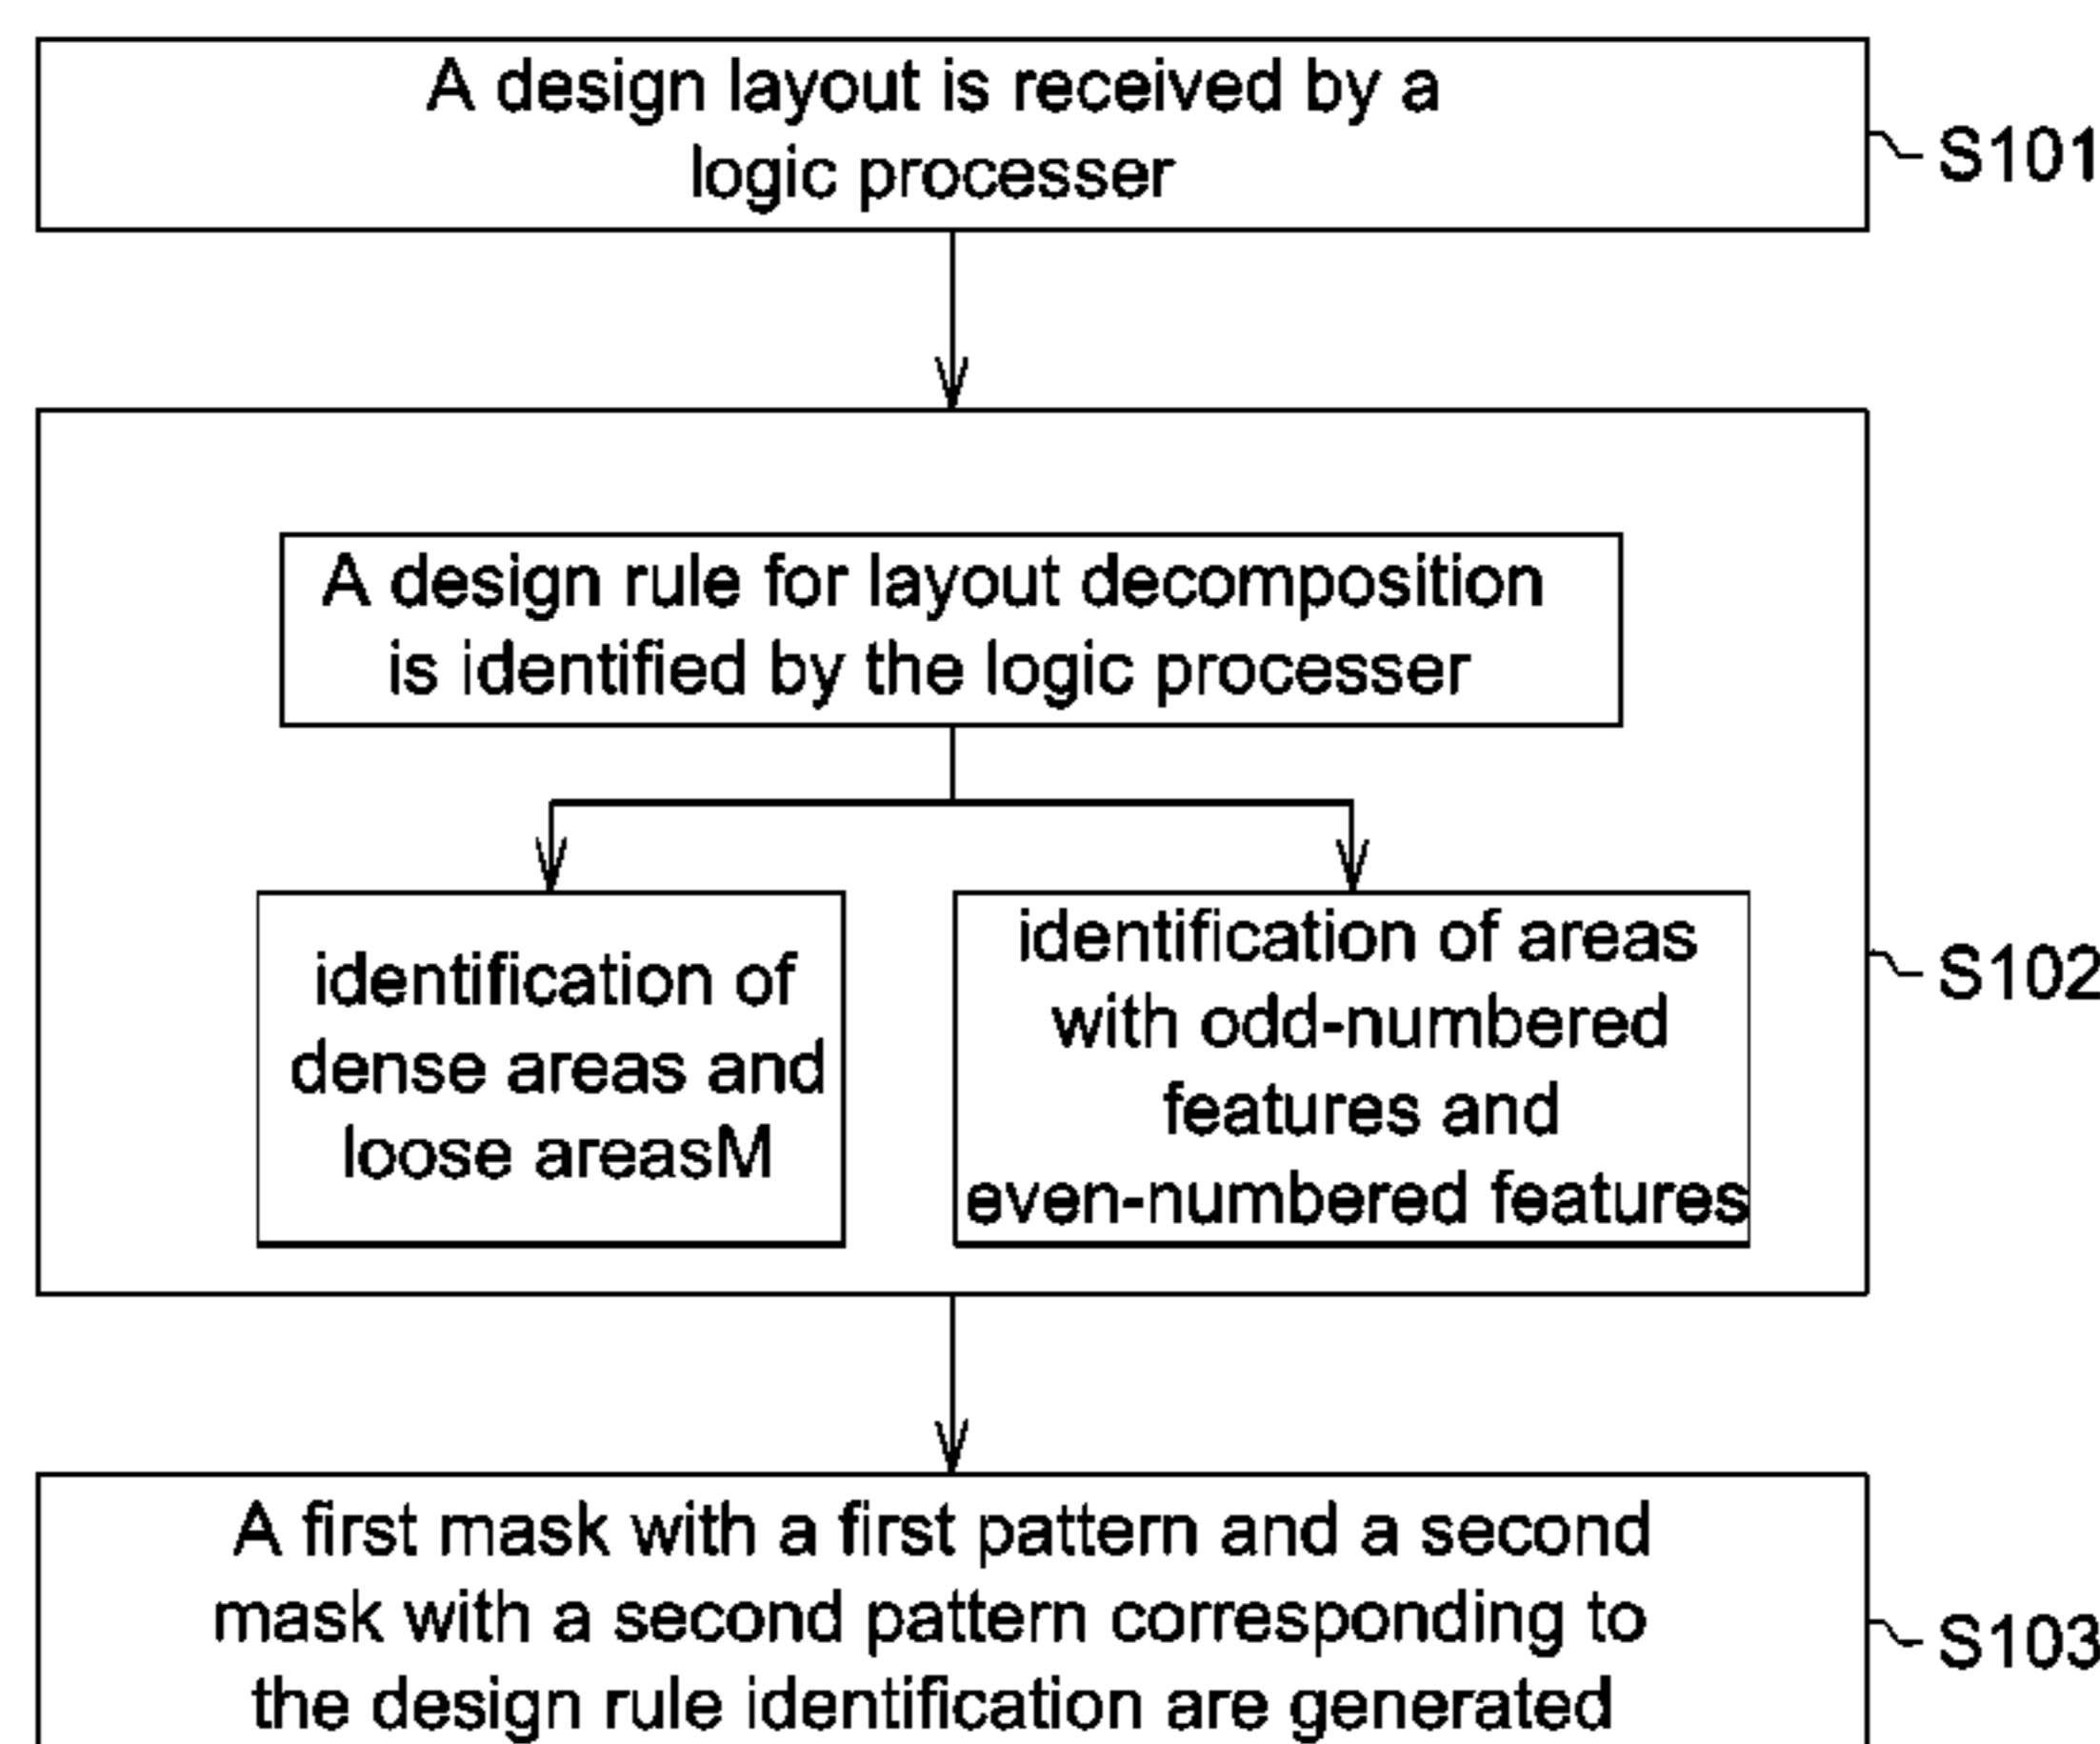 A design layout is received by a
logic processer
S101
A design rule for layout decomposition
is identified by the logic processer
identification of
dense areas and
loose areasM
identification of areas
with odd-numbered
features and
even-numbered features
S102
A first mask with a first pattern and a second
mask with a second pattern corresponding to
the design rule identification are generated
S103